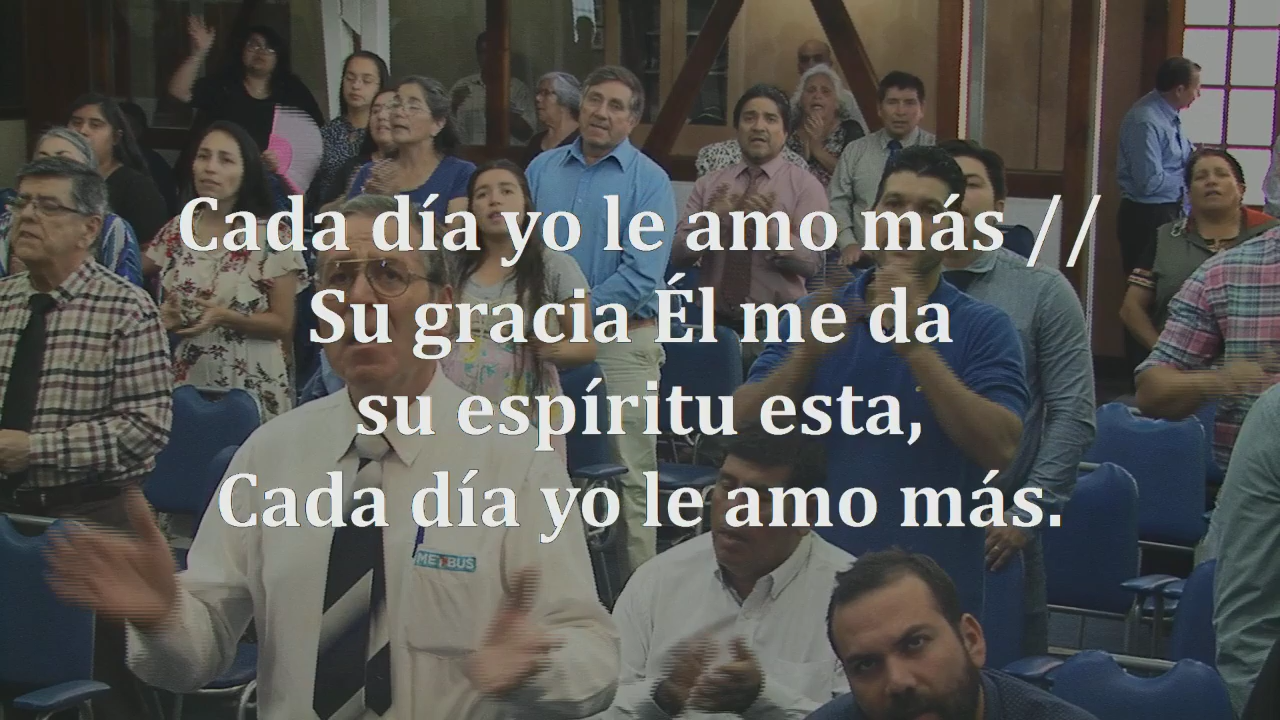 Cada día yo le amo más //
Su gracia Él me da
su espíritu esta,
Cada día yo le amo más.
METBUS